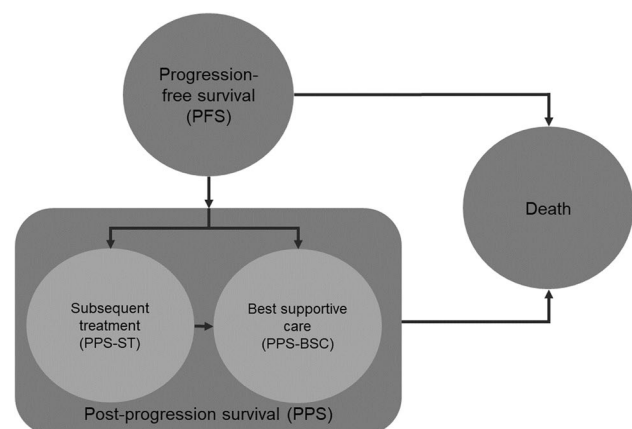 Progression-
free survival
(PFS)
Death
Subsequent
treatment
(PPS-ST)
Best supportive
care
(PPS-BSC)
Post-progression survival (PPS)